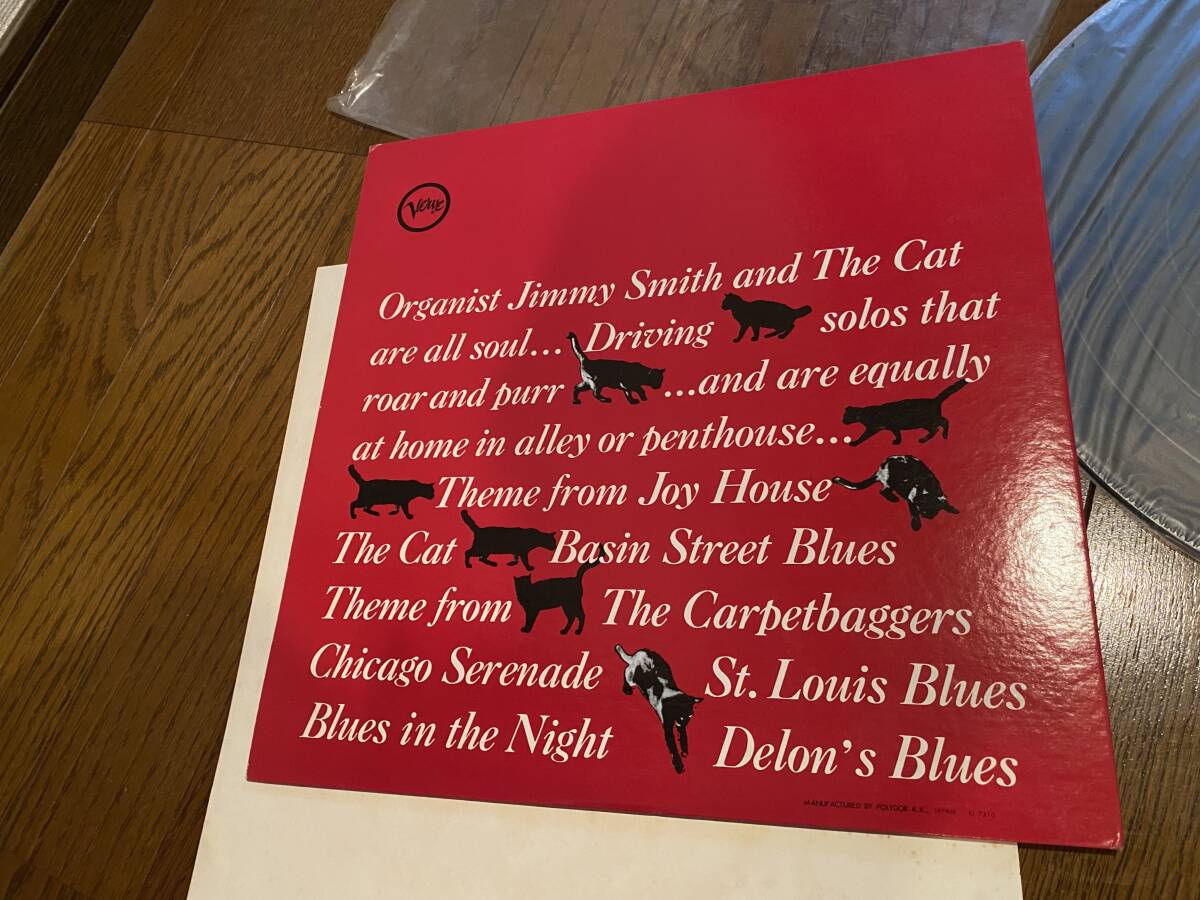 Verve
Organist Jimmy Smith and The Cat
are all soul... Driving solos that
roar and purr ...and are equally
at home in alley or penthouse...
Theme from Joy House
The Cat Basin Street Blues
Theme from The Carpetbaggers
Chicago Serenade St. Louis Blues
Blues in the Night Delon's Blues
MANUFACTURED BY POLYDOR K.K., JAPAN